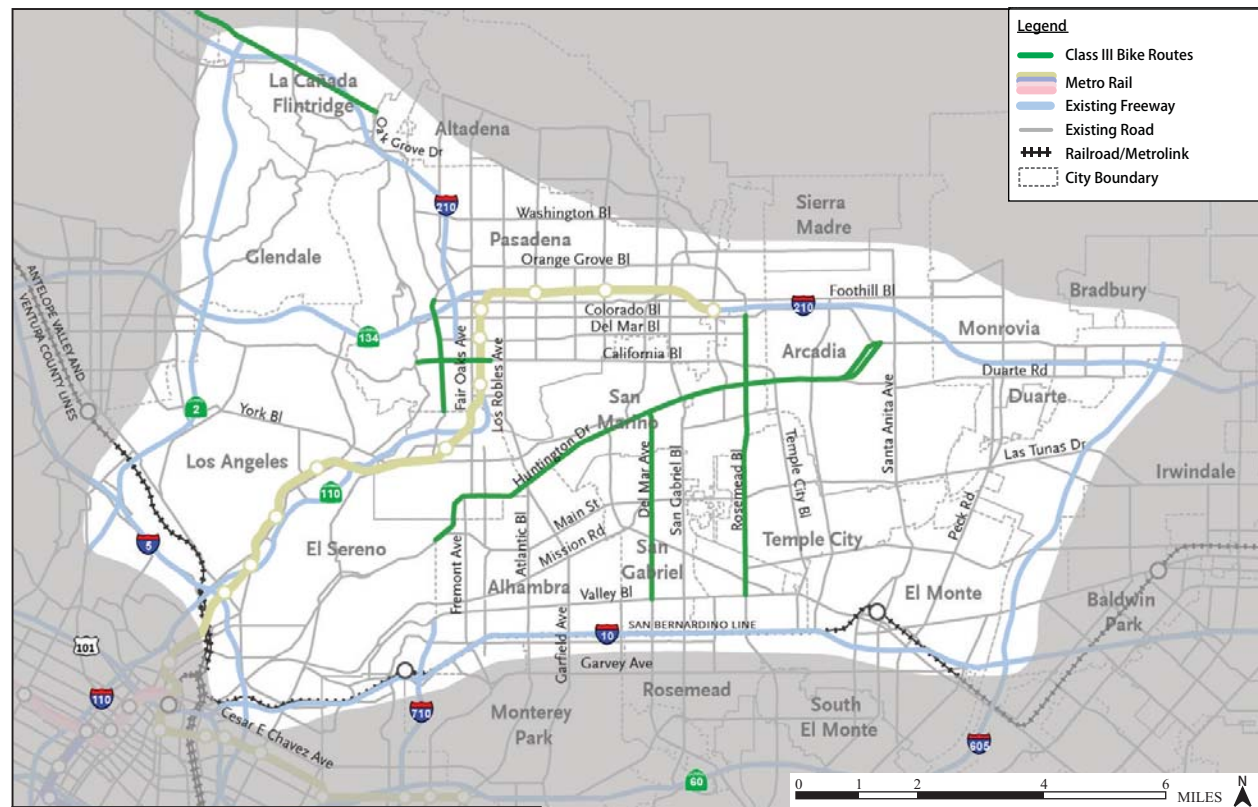 Legend
Class III Bike Routes
Metro Rail
Existing Freeway
Existing Road
Railroad/Metrolink
City Boundary
La Cañada
Flintridge
Oak Grove Dr
Altadena
210
Washington Bl
Sierra
Madre
Pasadena
Glendale
Orange Grove Bl
ANTELOPE VALLEY AND
VENTURA COUNTY LINES
Foothill Bl
Bradbury
210
Colorado Bl
Del Mar Bl
134
Monrovia
California Bl
Arcadia
Fair Oaks Ave
Los Robles Ave
Duarte Rd
Duarte
2
York Bl
San
Marino
Huntington Dr
Santa Anita Ave
Las Tunas Dr
Los Angeles
Del Mar Ave
San Gabriel Bl
Rosemead Bl
Temple City Bl
Irwindale
110
Peck Rd
Main St
Mission Rd
5
El Sereno
Atlantic Bl
Fremont Ave
San
Gabriel
Temple City
Alhambra
Valley Bl
El Monte
Baldwin
Park
SAN BERNARDINO LINE
10
Garfield Ave
101
Garvey Ave
Rosemead
110
710
Monterey
Park
South
El Monte
Cesar E Chavez Ave
605
60
0 1 2 4 6
MILES
N